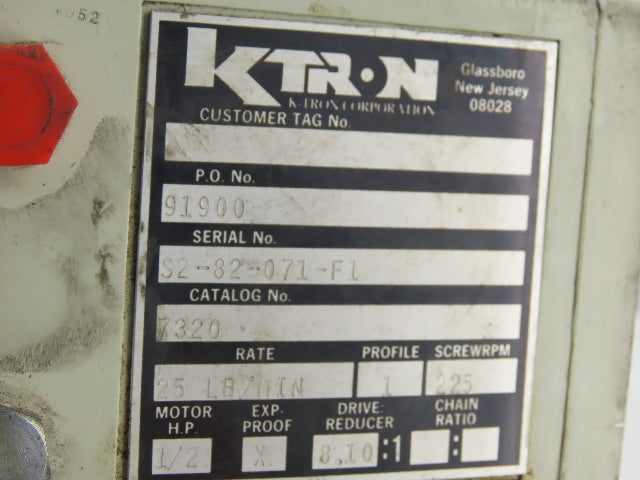 052
K-TRON
K-TRON CORPORATION
Glassboro
New Jersey
08028
CUSTOMER TAG No.
P.O. No.
91900
SERIAL No.
S2-82-071-F1
CATALOG No.
7320
RATE PROFILE SCREWRPM
25 LB/MIN 1 225
MOTOR H.P. EXP. PROOF DRIVE: REDUCER CHAIN RATIO
1/2 X 8.10 :1 :